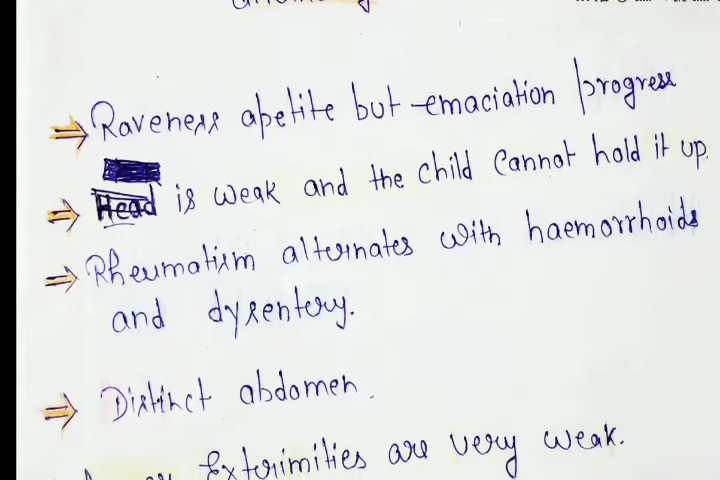 ⇒ Raveness apetite but emaciation progress
⇒ Head is weak and the child cannot hold it up.
⇒ Rheumatism alternates with haemorrhoids
and dysentery.
⇒ Distinct abdomen.
Exterimities are very weak.